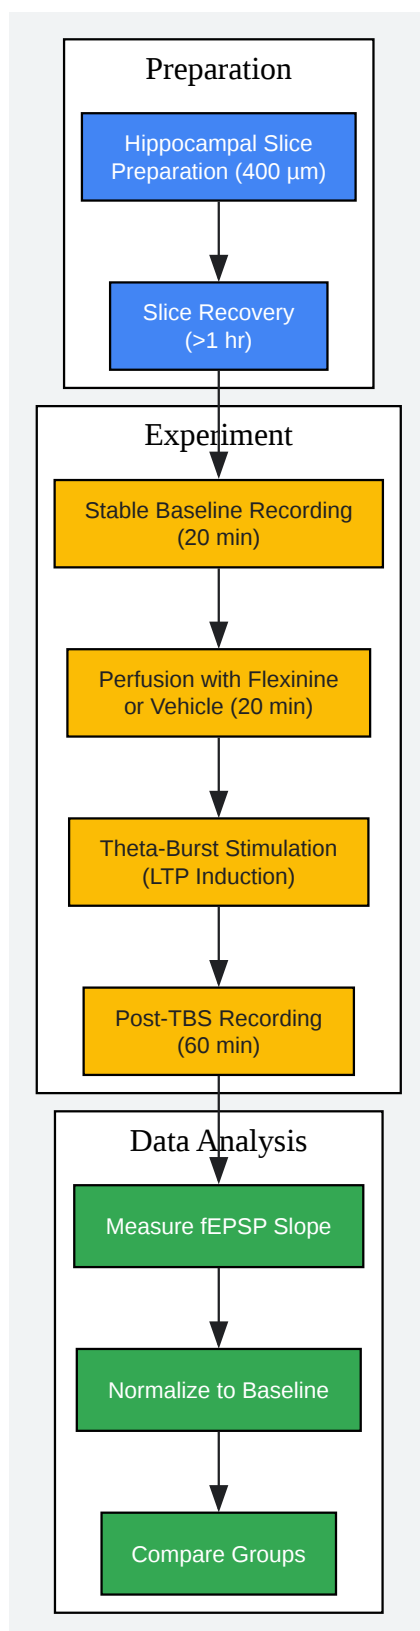 Preparation
Hippocampal Slice
Preparation (400 µm)
Slice Recovery
(>1 hr)
Experiment
Stable Baseline Recording
(20 min)
Perfusion with Flexinine
or Vehicle (20 min)
Theta-Burst Stimulation
(LTP Induction)
Post-TBS Recording
(60 min)
Data Analysis
Measure fEPSP Slope
Normalize to Baseline
Compare Groups